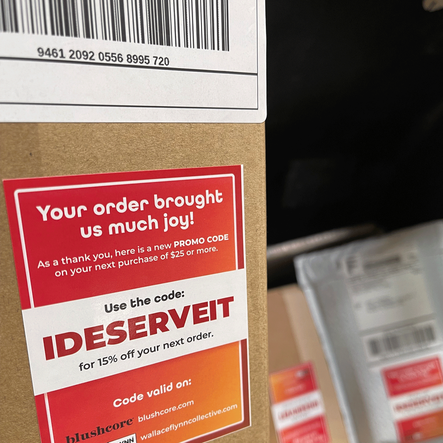 9461 2092 0556 8995 720
Your order brought
us much joy!
As a thank you, here is a new PROMO CODE
on your next purchase of $25 or more.
Use the code:
IDESERVEIT
for 15% off your next order.
Code valid on:
blushcore blushcore.com
wallaceflynncollective.com